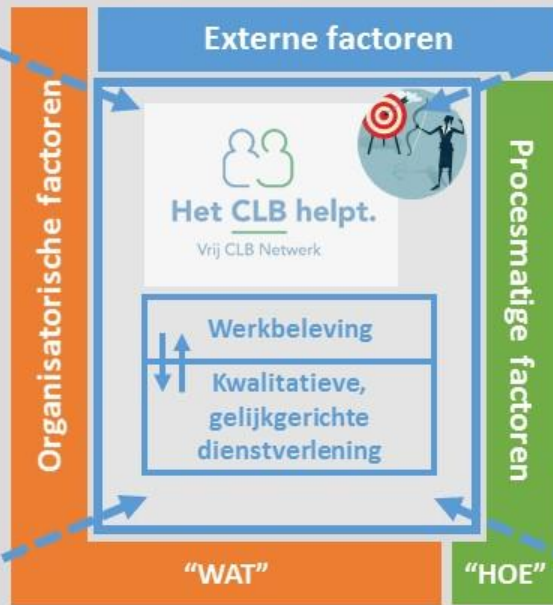 Externe factoren
Organisatorische factoren
Het CLB helpt.
Vrij CLB Netwerk
Procesmatige factoren
Werkbeleving
Kwalitatieve,
gelijkgerichte
dienstverlening
“WAT”
“HOE”